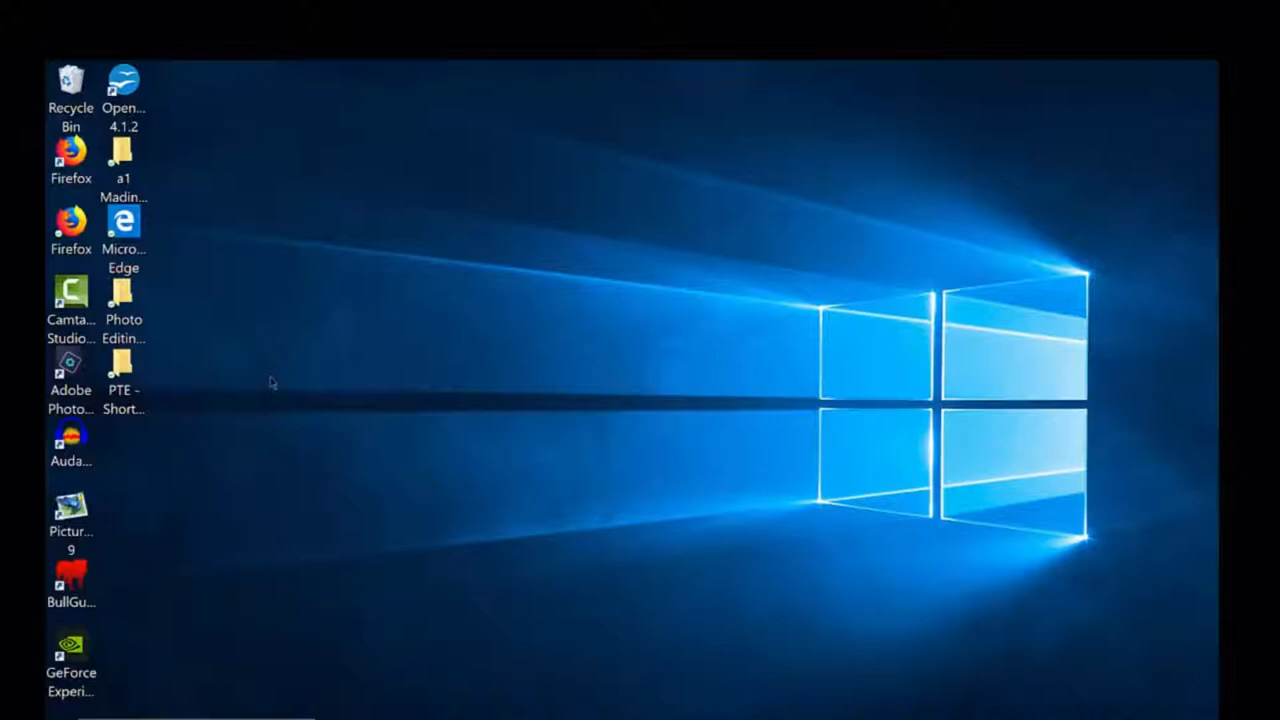 Recycle
Bin
Open...
4.1.2
Firefox
a1
Madin...
Firefox
Micro...
Edge
Camta...
Studio...
Photo
Editin...
Adobe
Photo...
PTE -
Short...
Auda...
Pictur...
9
BullGu...
GeForce
Experi...